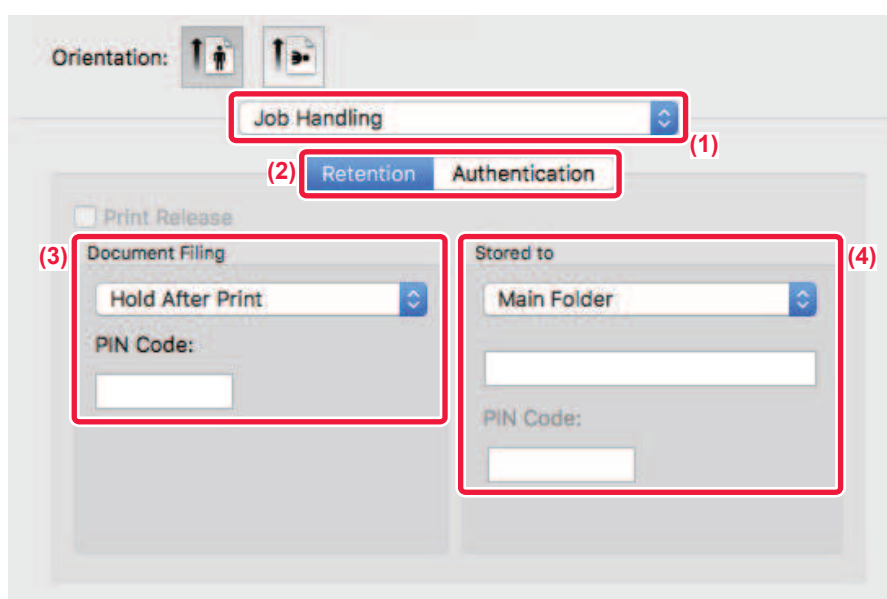 Orientation:
Job Handling
(1)
(2)
Retention Authentication
Print Release
(3)
Document Filing
Hold After Print
PIN Code:
Stored to
(4)
Main Folder
PIN Code: